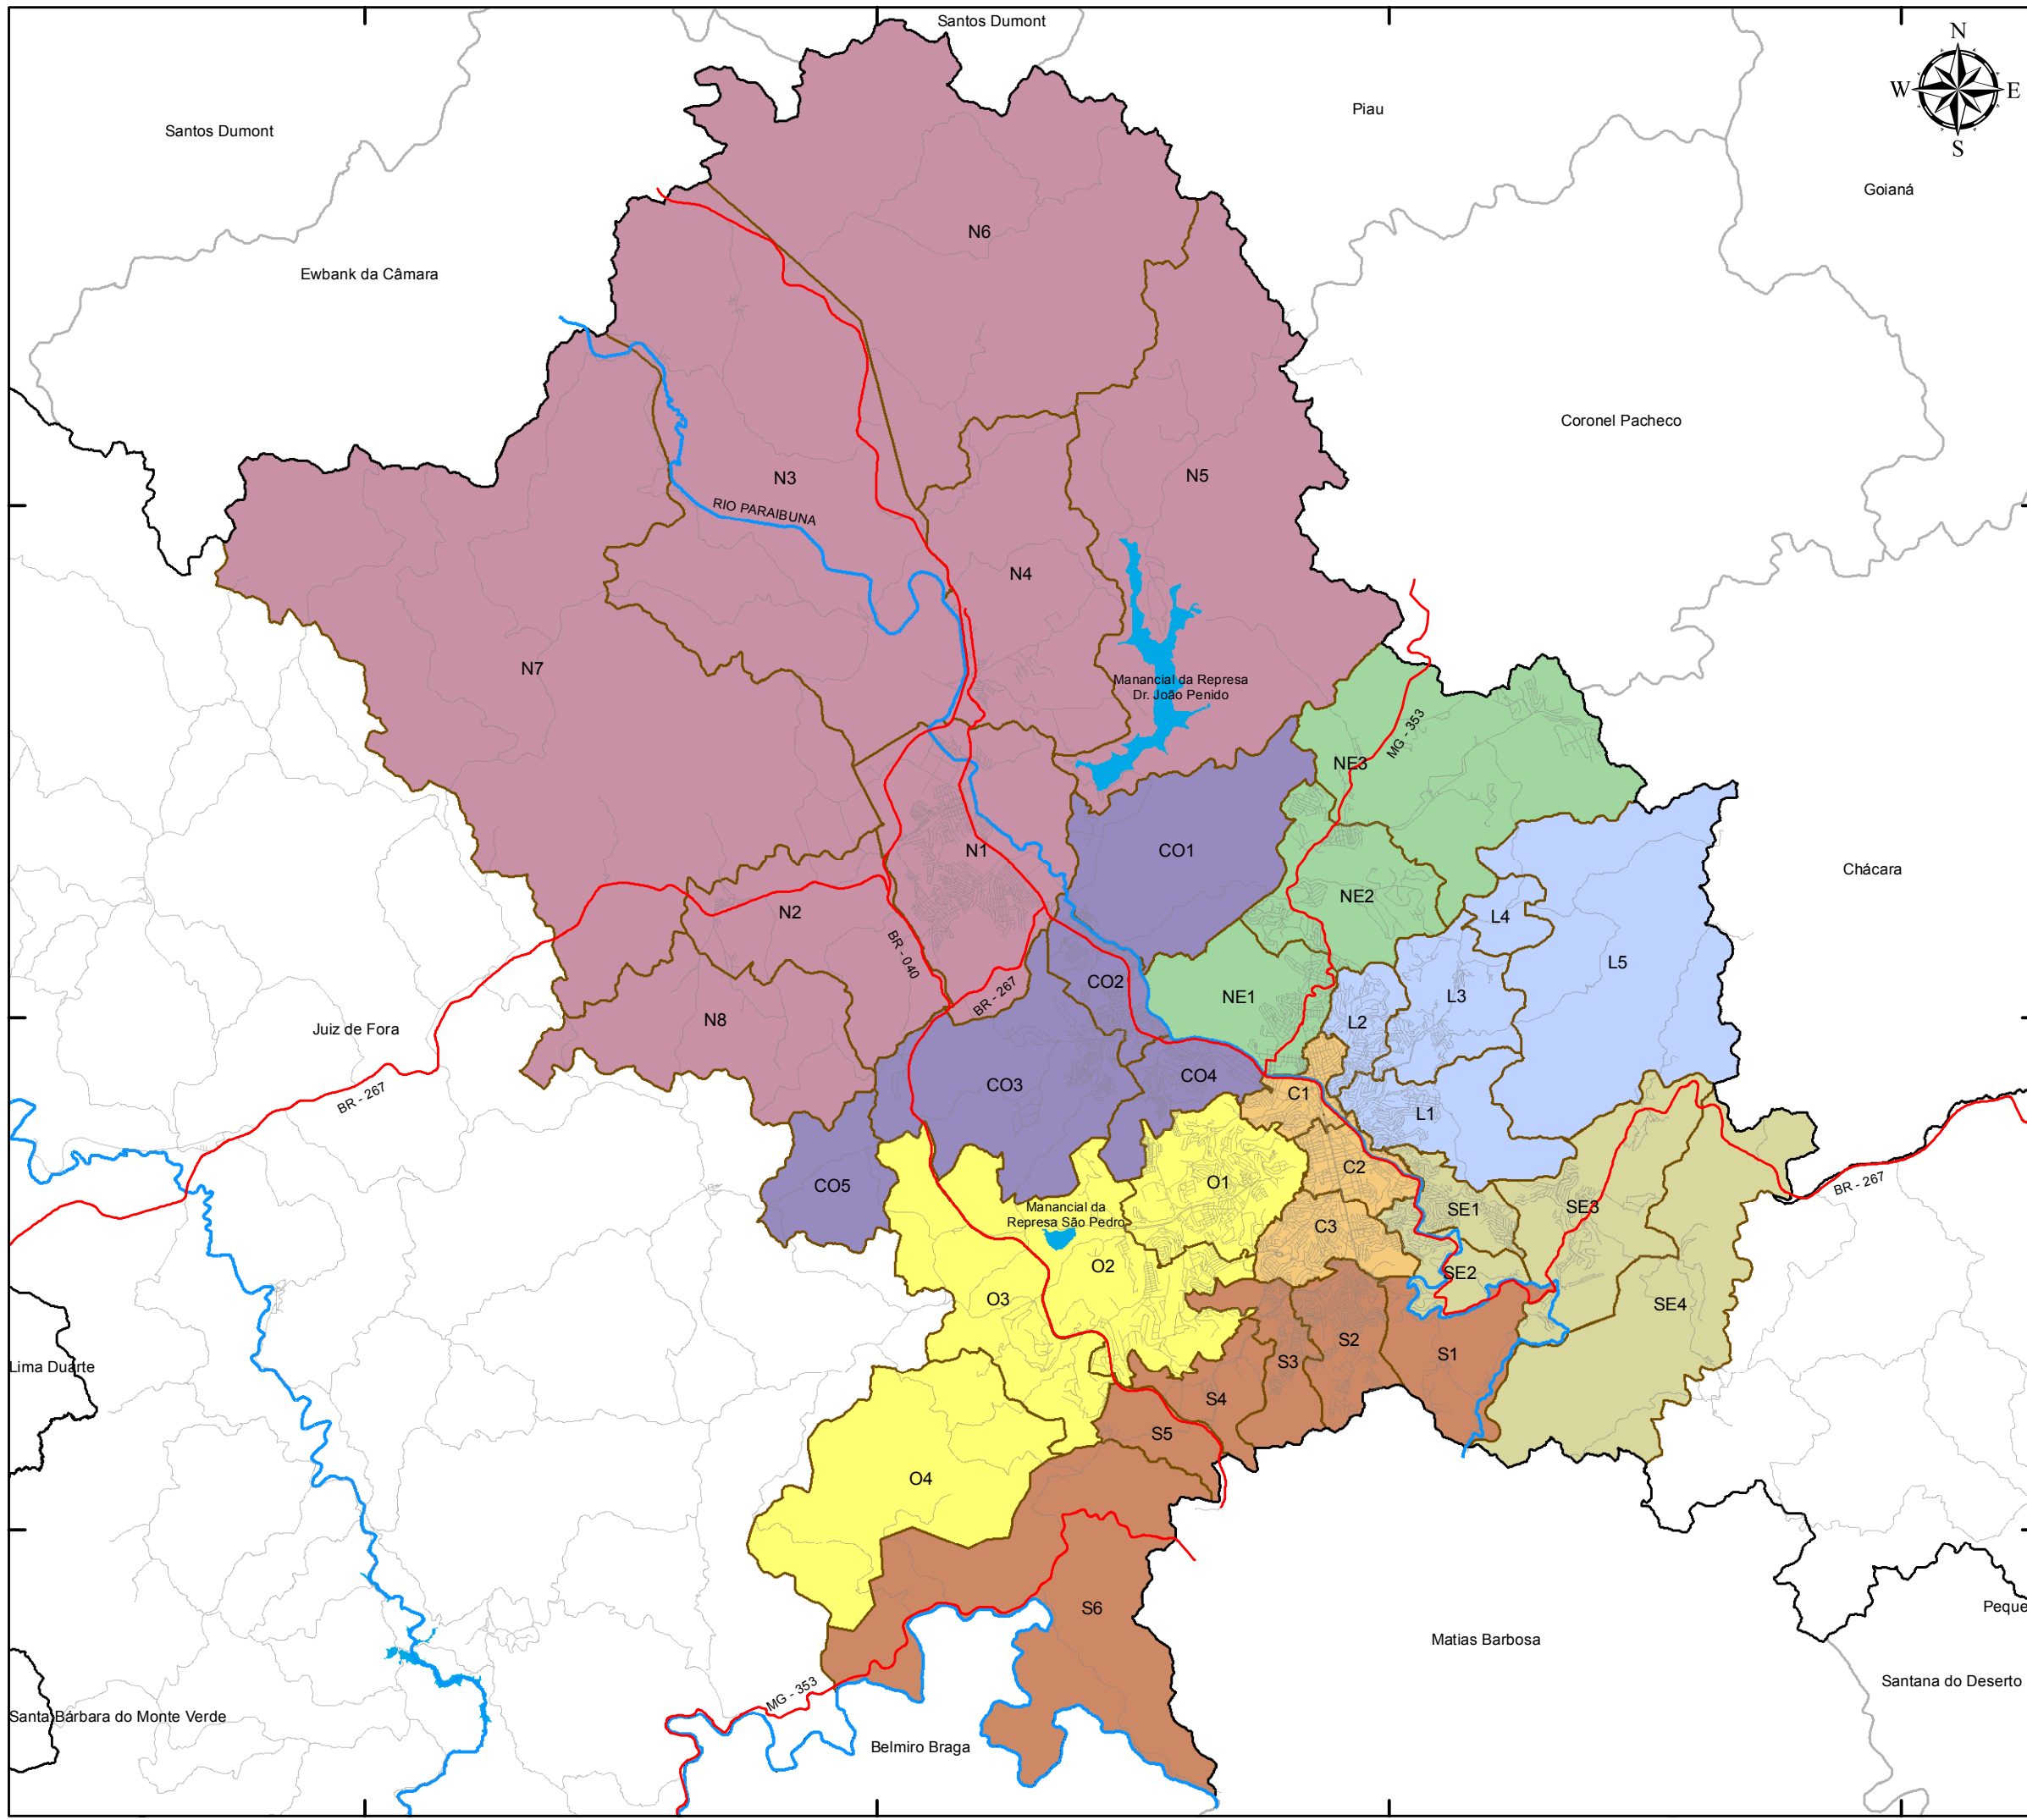 Santos Dumont
N
Piau
W
E
Santos Dumont
S
Goianá
N6
Ewbank da Câmara
Coronel Pacheco
N3
N5
RIO PARAIBUNA
N4
N7
Manancial da Represa
Dr. João Penido
MG - 353
NE3
N1
CO1
Chácara
NE2
N2
L4
BR - 040
L5
CO2
BR - 267
NE1
L3
N8
L2
Juiz de Fora
CO3
CO4
BR - 267
C1
L1
C2
CO5
O1
BR - 267
Manancial da
Represa São Pedro
SE1
SE3
C3
O2
SE2
O3
SE4
S2
S1
Lima Duarte
S3
S4
S5
O4
S6
Peque
Matias Barbosa
Santana do Deserto
MG - 353
Santa Bárbara do Monte Verde
Belmiro Braga